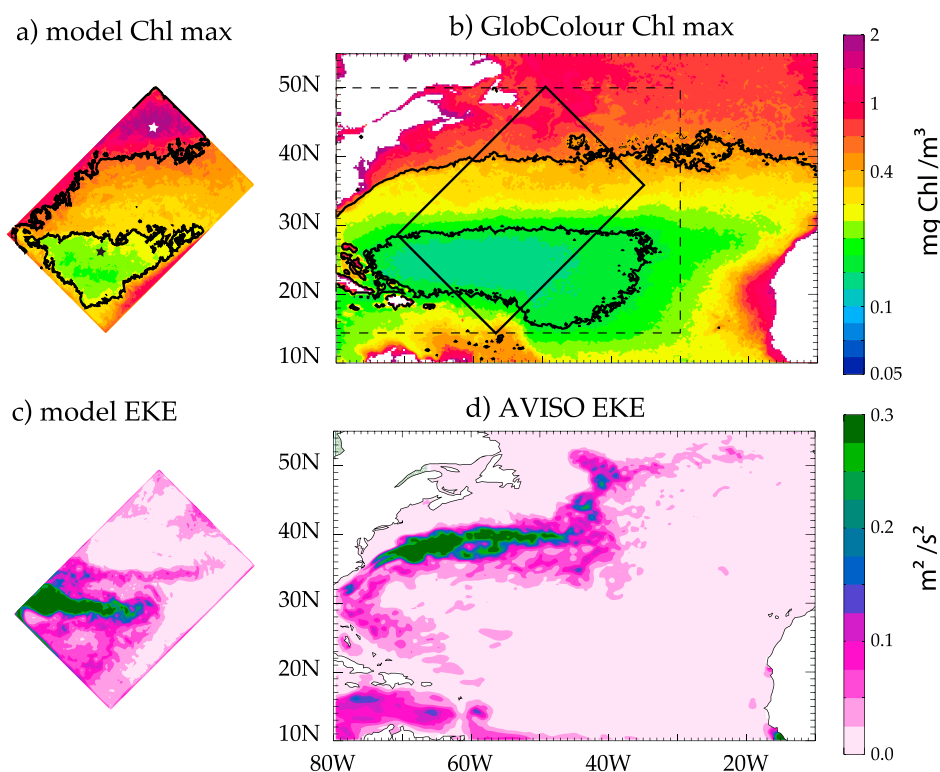 a) model Chl max
b) GlobColour Chl max
50N
40N
30N
20N
10N
2
1
0.4
0.1
0.05
mq Chl /m³
c) model EKE
d) AVISO EKE
50N
40N
30N
20N
10N
80W
60W
40W
20W
0.3
0.2
0.1
0.0
m² /s²